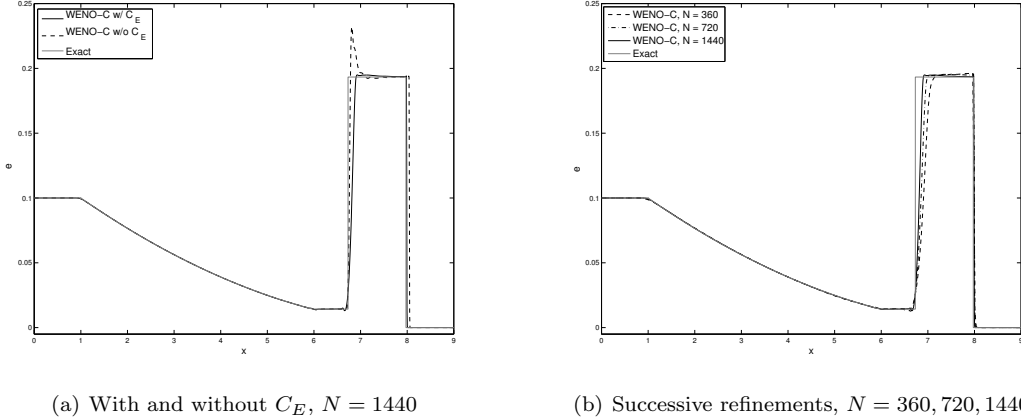 WENO-C w/ C_E
WENO-C w/o C_E
Exact
0.25
0.2
0.15
0.1
0.05
0
e
0 1 2 3 4 5 6 7 8 9
x
(a) With and without C_E, N = 1440
WENO-C, N = 360
WENO-C, N = 720
WENO-C, N = 1440
Exact
0.25
0.2
0.15
0.1
0.05
0
e
0 1 2 3 4 5 6 7 8 9
x
(b) Successive refinements, N = 360, 720, 1440